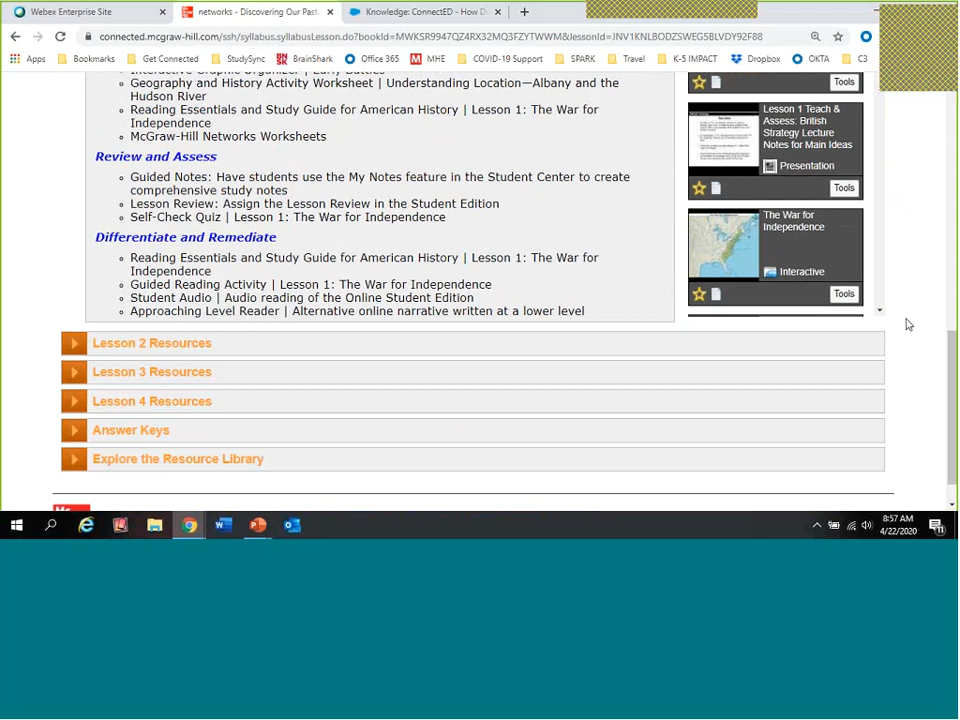 Webex Enterprise Site
networks - Discovering Our Past:
Knowledge: ConnectED - How D
connected.mcgraw-hill.com/ssh/syllabus.syllabusLesson.do?bookId=MWKSR9947QZ4RX32MQ3FZYTWWM&lessonId=JNV1KNLBODZSWEG5BLVDY92F88
Apps
Bookmarks
Get Connected
StudySync
BrainShark
Office 365
MHE
COVID-19 Support
SPARK
Travel
K-5 IMPACT
Dropbox
OKTA
C3
Interactive Graphic Organizer | Early Battles
Geography and History Activity Worksheet | Understanding Location—Albany and the
Hudson River
Reading Essentials and Study Guide for American History | Lesson 1: The War for
Independence
McGraw-Hill Networks Worksheets
Review and Assess
Guided Notes: Have students use the My Notes feature in the Student Center to create
comprehensive study notes
Lesson Review: Assign the Lesson Review in the Student Edition
Self-Check Quiz | Lesson 1: The War for Independence
Differentiate and Remediate
Reading Essentials and Study Guide for American History | Lesson 1: The War for
Independence
Guided Reading Activity | Lesson 1: The War for Independence
Student Audio | Audio reading of the Online Student Edition
Approaching Level Reader | Alternative online narrative written at a lower level
Tools
Lesson 1 Teach &
Assess: British
Strategy Lecture
Notes for Main Ideas
Presentation
Tools
The War for
Independence
Interactive
Tools
Lesson 2 Resources
Lesson 3 Resources
Lesson 4 Resources
Answer Keys
Explore the Resource Library
8:57 AM
4/22/2020